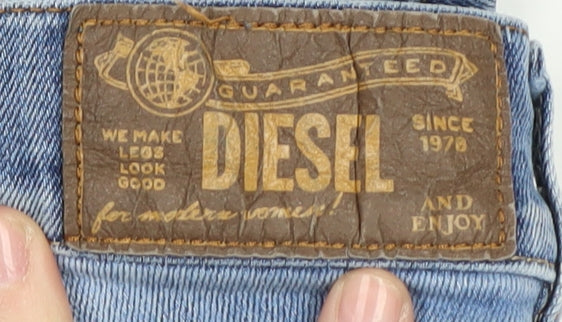 GUARANTEED
DIESEL
WE MAKE
LEGS
LOOK
GOOD
SINCE
1978
for modern women!
AND
ENJOY